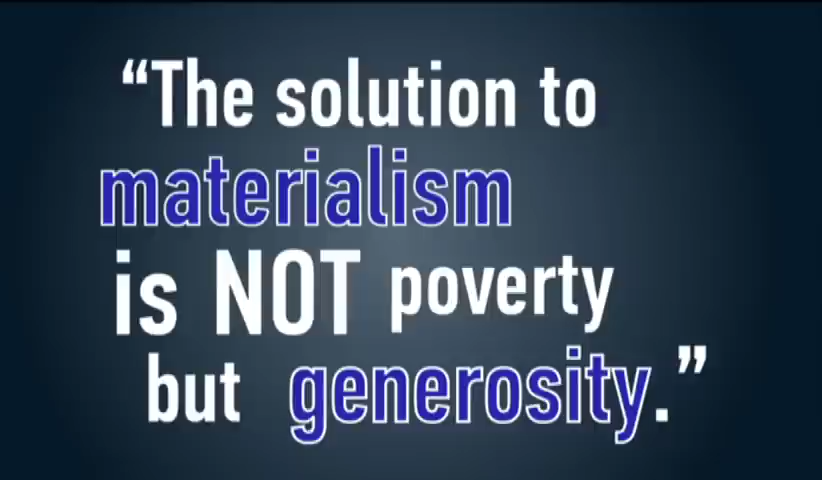 “The solution to
materialism
is NOT poverty
but generosity.”